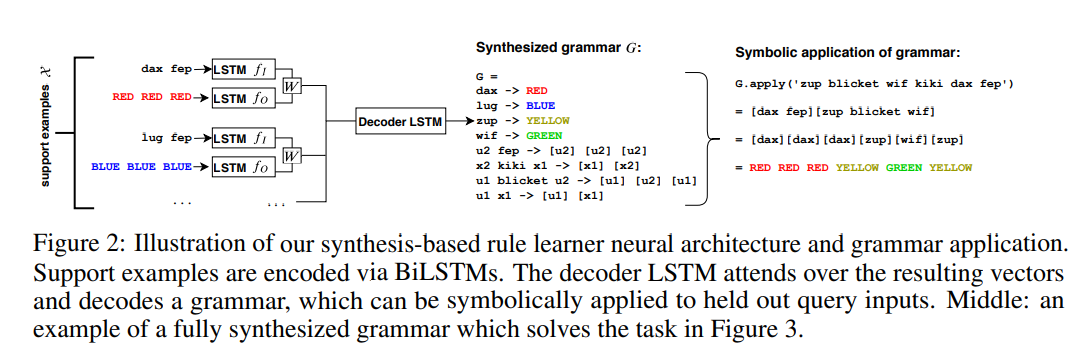 support examples 𝒳
dax fep
LSTM f_I
RED RED RED
LSTM f_O
W
lug fep
LSTM f_I
BLUE BLUE BLUE
LSTM f_O
W
... ...
Decoder LSTM
Synthesized grammar G:
G =
dax -> RED
lug -> BLUE
zup -> YELLOW
wif -> GREEN
u2 fep -> [u2] [u2] [u2]
x2 kiki x1 -> [x1] [x2]
u1 blicket u2 -> [u1] [u2] [u1]
u1 x1 -> [u1] [x1]
Symbolic application of grammar:
G.apply('zup blicket wif kiki dax fep')
= [dax fep][zup blicket wif]
= [dax][dax][dax][zup][wif][zup]
= RED RED RED YELLOW GREEN YELLOW
Figure 2: Illustration of our synthesis-based rule learner neural architecture and grammar application.
Support examples are encoded via BiLSTMs. The decoder LSTM attends over the resulting vectors
and decodes a grammar, which can be symbolically applied to held out query inputs. Middle: an
example of a fully synthesized grammar which solves the task in Figure 3.